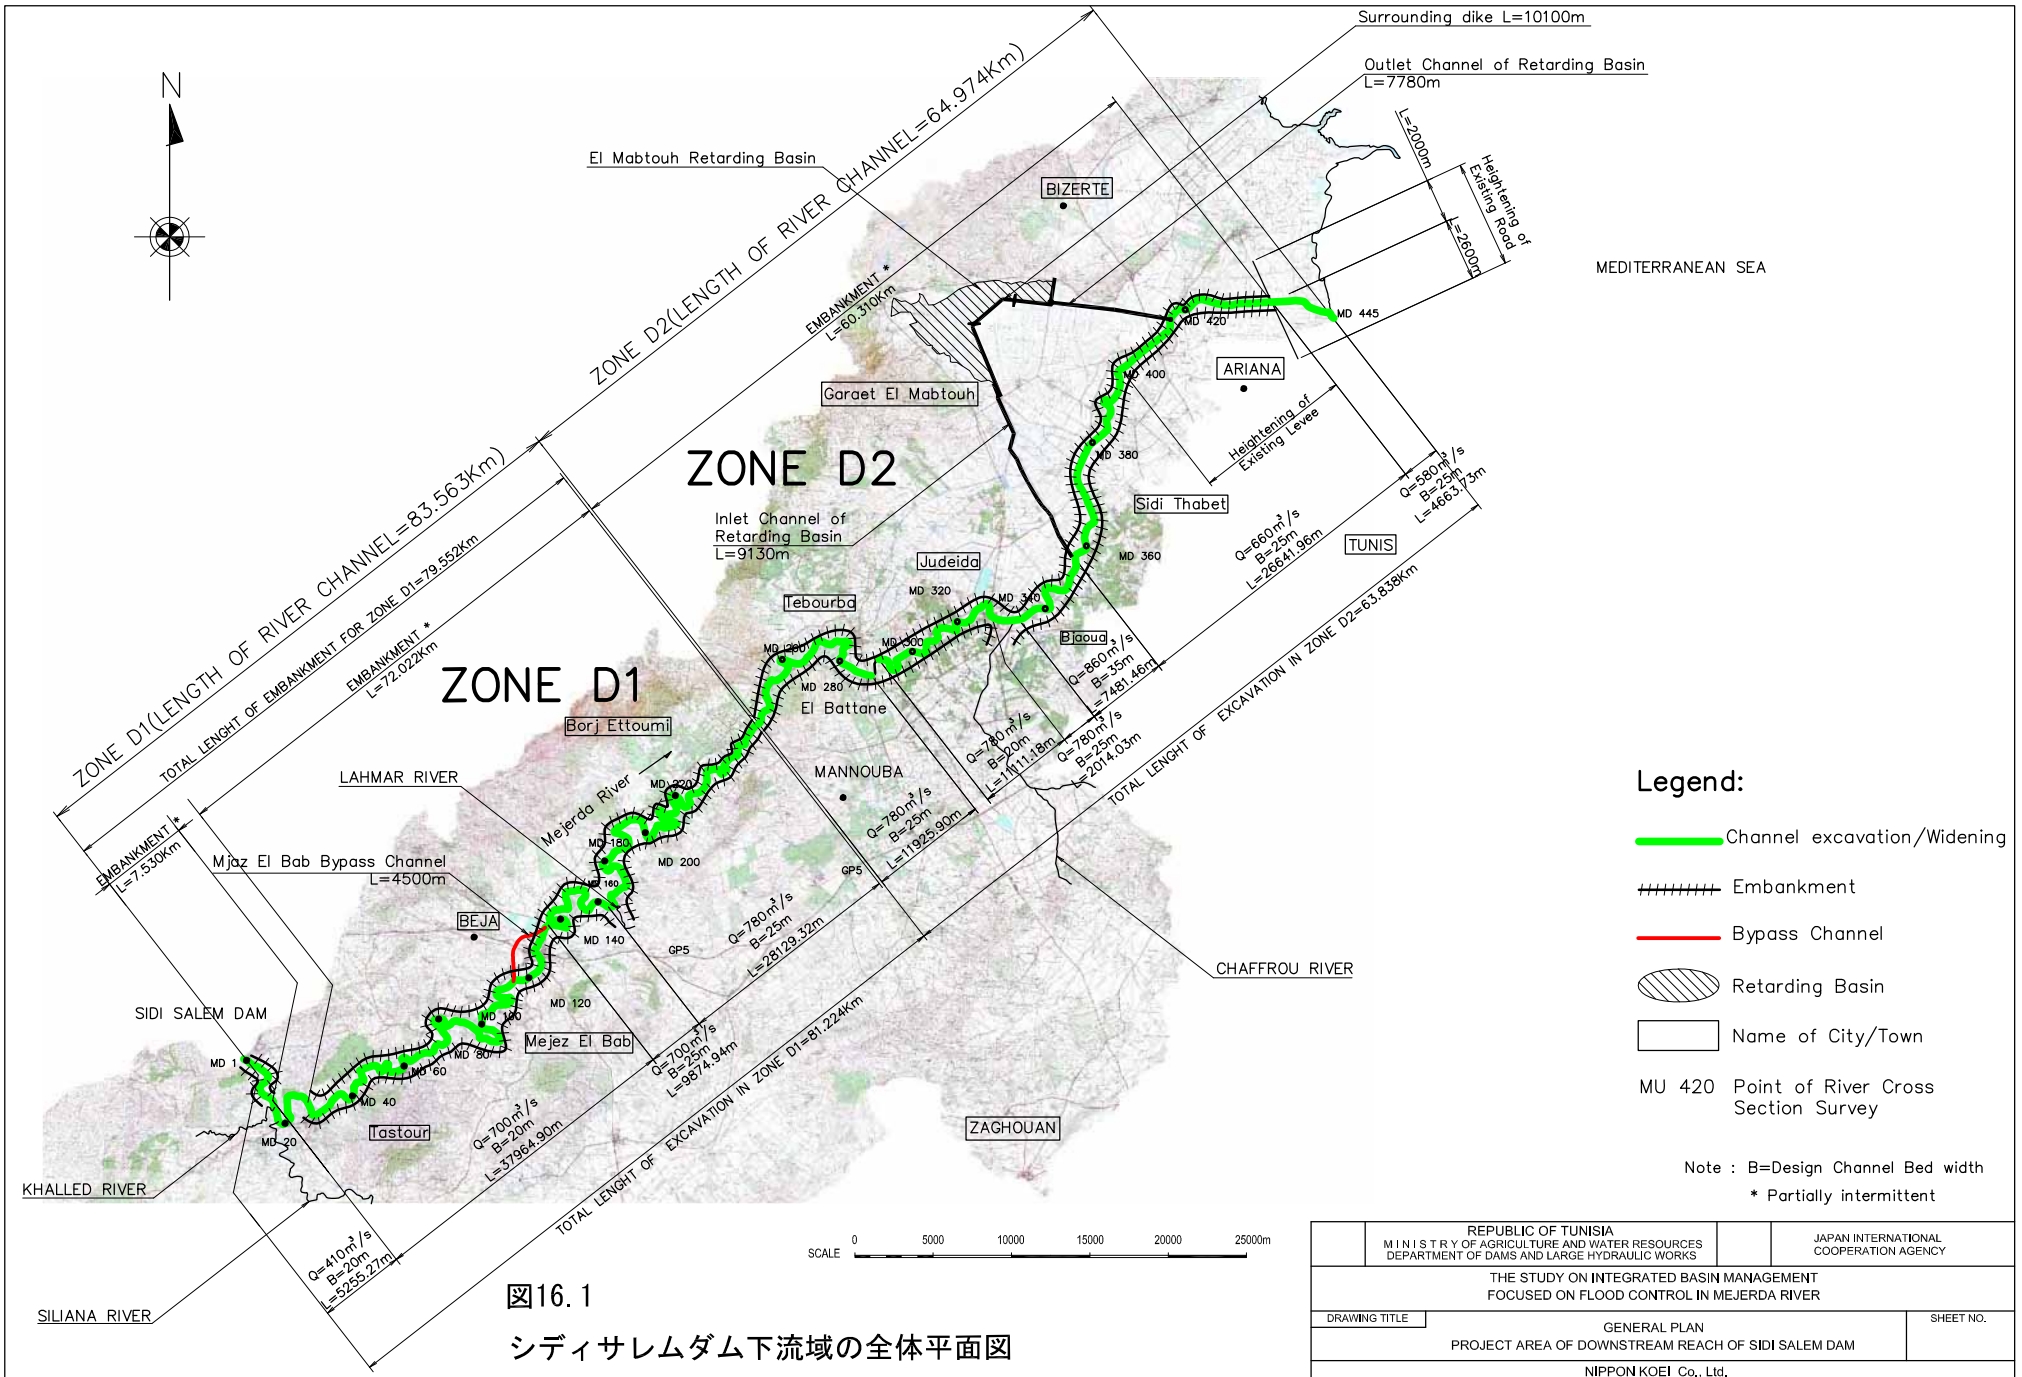 Surrounding dike L=10100m
Outlet Channel of Retarding Basin
L=7780m
N
El Mabtouh Retarding Basin
ZONE D2(LENGTH OF RIVER CHANNEL=64.974Km)
EMBANKMENT *
L=60.310Km
BIZERTE
L=2000m
Heightening of
Existing Road
L=2600m
MEDITERRANEAN SEA
MD 445
MD 420
ARIANA
MD 400
Garaet El Mabtouh
Heightening of
Existing Levee
MD 380
ZONE D2
Sidi Thabet
Inlet Channel of
Retarding Basin
L=9130m
Q=580m³/s
B=25m
L=4663.73m
Q=660m³/s
B=25m
L=26641.96m
TUNIS
MD 360
Judeida
MD 320
MD 340
Tebourba
Bjaoua
MD 300
MD 260
MD 280
El Battane
Q=860m³/s
B=35m
L=7481.46m
Q=780m³/s
B=25m
L=2014.03m
Q=780m³/s
B=20m
L=11111.18m
TOTAL LENGHT OF EXCAVATION IN ZONE D2=63.838Km
ZONE D1(LENGTH OF RIVER CHANNEL=83.563Km)
TOTAL LENGHT OF EMBANKMENT FOR ZONE D1=79.552Km
EMBANKMENT *
L=72.022Km
ZONE D1
Borj Ettoumi
MANNOUBA
LAHMAR RIVER
Mejerda River
MD 220
Q=780m³/s
B=25m
L=11925.90m
EMBANKMENT *
L=7.530Km
Mjaz El Bab Bypass Channel
L=4500m
MD 180
MD 200
GP5
MD 160
BEJA
MD 140
GP5
Q=780m³/s
B=25m
L=28129.32m
CHAFFROU RIVER
SIDI SALEM DAM
MD 120
MD 100
Mejez El Bab
MD 80
MD 1
MD 60
MD 40
MD 20
Tastour
Q=700m³/s
B=25m
L=9874.94m
Q=700m³/s
B=20m
L=37964.90m
TOTAL LENGHT OF EXCAVATION IN ZONE D1=81.224Km
ZAGHOUAN
KHALLED RIVER
Q=410m³/s
B=20m
L=5255.27m
SILIANA RIVER
SCALE 0 5000 10000 15000 20000 25000m
Legend:
Channel excavation/Widening
Embankment
Bypass Channel
Retarding Basin
Name of City/Town
MU 420 Point of River Cross
Section Survey
Note : B=Design Channel Bed width
* Partially intermittent
図16.1
シディサレムダム下流域の全体平面図
REPUBLIC OF TUNISIA
MINISTRY OF AGRICULTURE AND WATER RESOURCES
DEPARTMENT OF DAMS AND LARGE HYDRAULIC WORKS
JAPAN INTERNATIONAL
COOPERATION AGENCY
THE STUDY ON INTEGRATED BASIN MANAGEMENT
FOCUSED ON FLOOD CONTROL IN MEJERDA RIVER
DRAWING TITLE
GENERAL PLAN
PROJECT AREA OF DOWNSTREAM REACH OF SIDI SALEM DAM
SHEET NO.
NIPPON KOEI Co., Ltd.